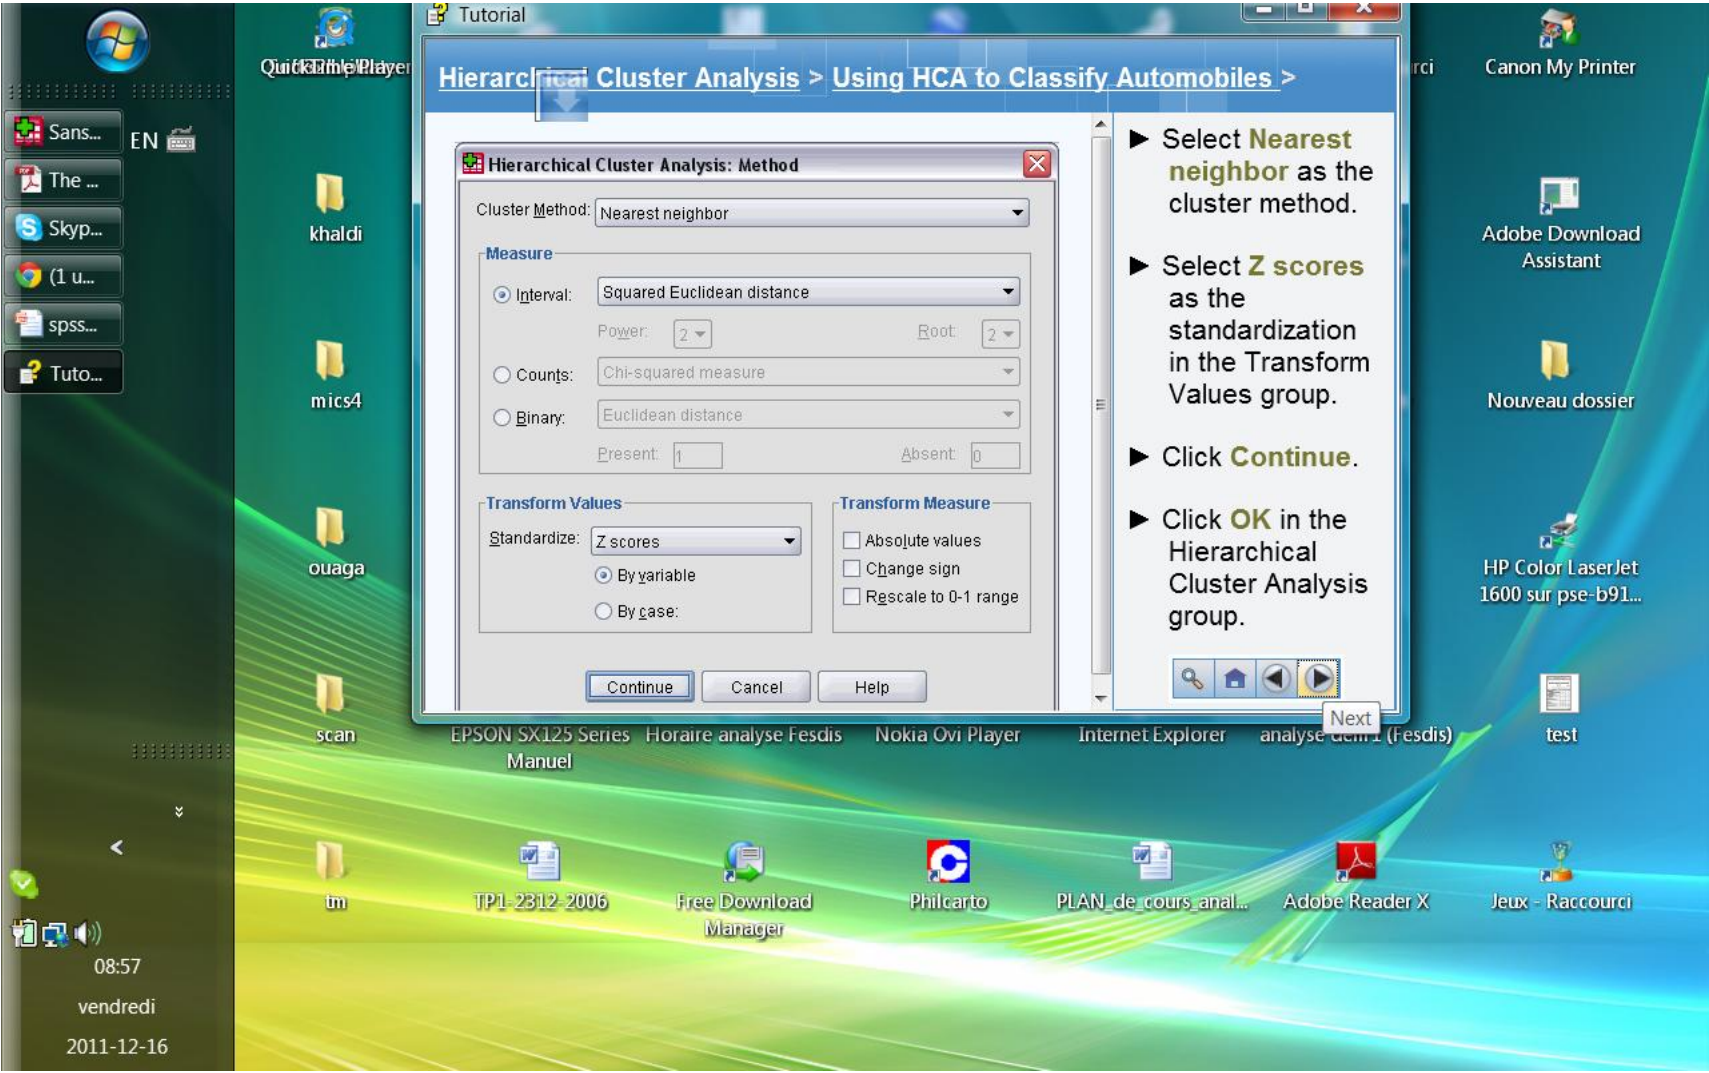 Tutorial
Hierarchical Cluster Analysis > Using HCA to Classify Automobiles >
Hierarchical Cluster Analysis: Method
Cluster Method: Nearest neighbor
Measure
Interval: Squared Euclidean distance
Power: 2 Root: 2
Counts: Chi-squared measure
Binary: Euclidean distance
Present: 1 Absent: 0
Transform Values
Standardize: Z scores
By variable
By case:
Transform Measure
Absolute values
Change sign
Rescale to 0-1 range
Continue Cancel Help
► Select Nearest
neighbor as the
cluster method.
► Select Z scores
as the
standardization
in the Transform
Values group.
► Click Continue.
► Click OK in the
Hierarchical
Cluster Analysis
group.
Next
Sans...
EN
The ...
Skyp...
(1 u...
spss...
Tuto...
08:57
vendredi
2011-12-16
khaldi
mics4
ouaga
scan
tm
EPSON SX125 Series
Manuel
Horaire analyse Fesdis
Nokia Ovi Player
Internet Explorer
analyse (Fesdis)
TP1-2312-2006
Free Download
Manager
Philcarto
PLAN_de_cours_anal...
Adobe Reader X
rci
Canon My Printer
Adobe Download
Assistant
Nouveau dossier
HP Color LaserJet
1600 sur pse-b91...
test
Jeux - Raccourci